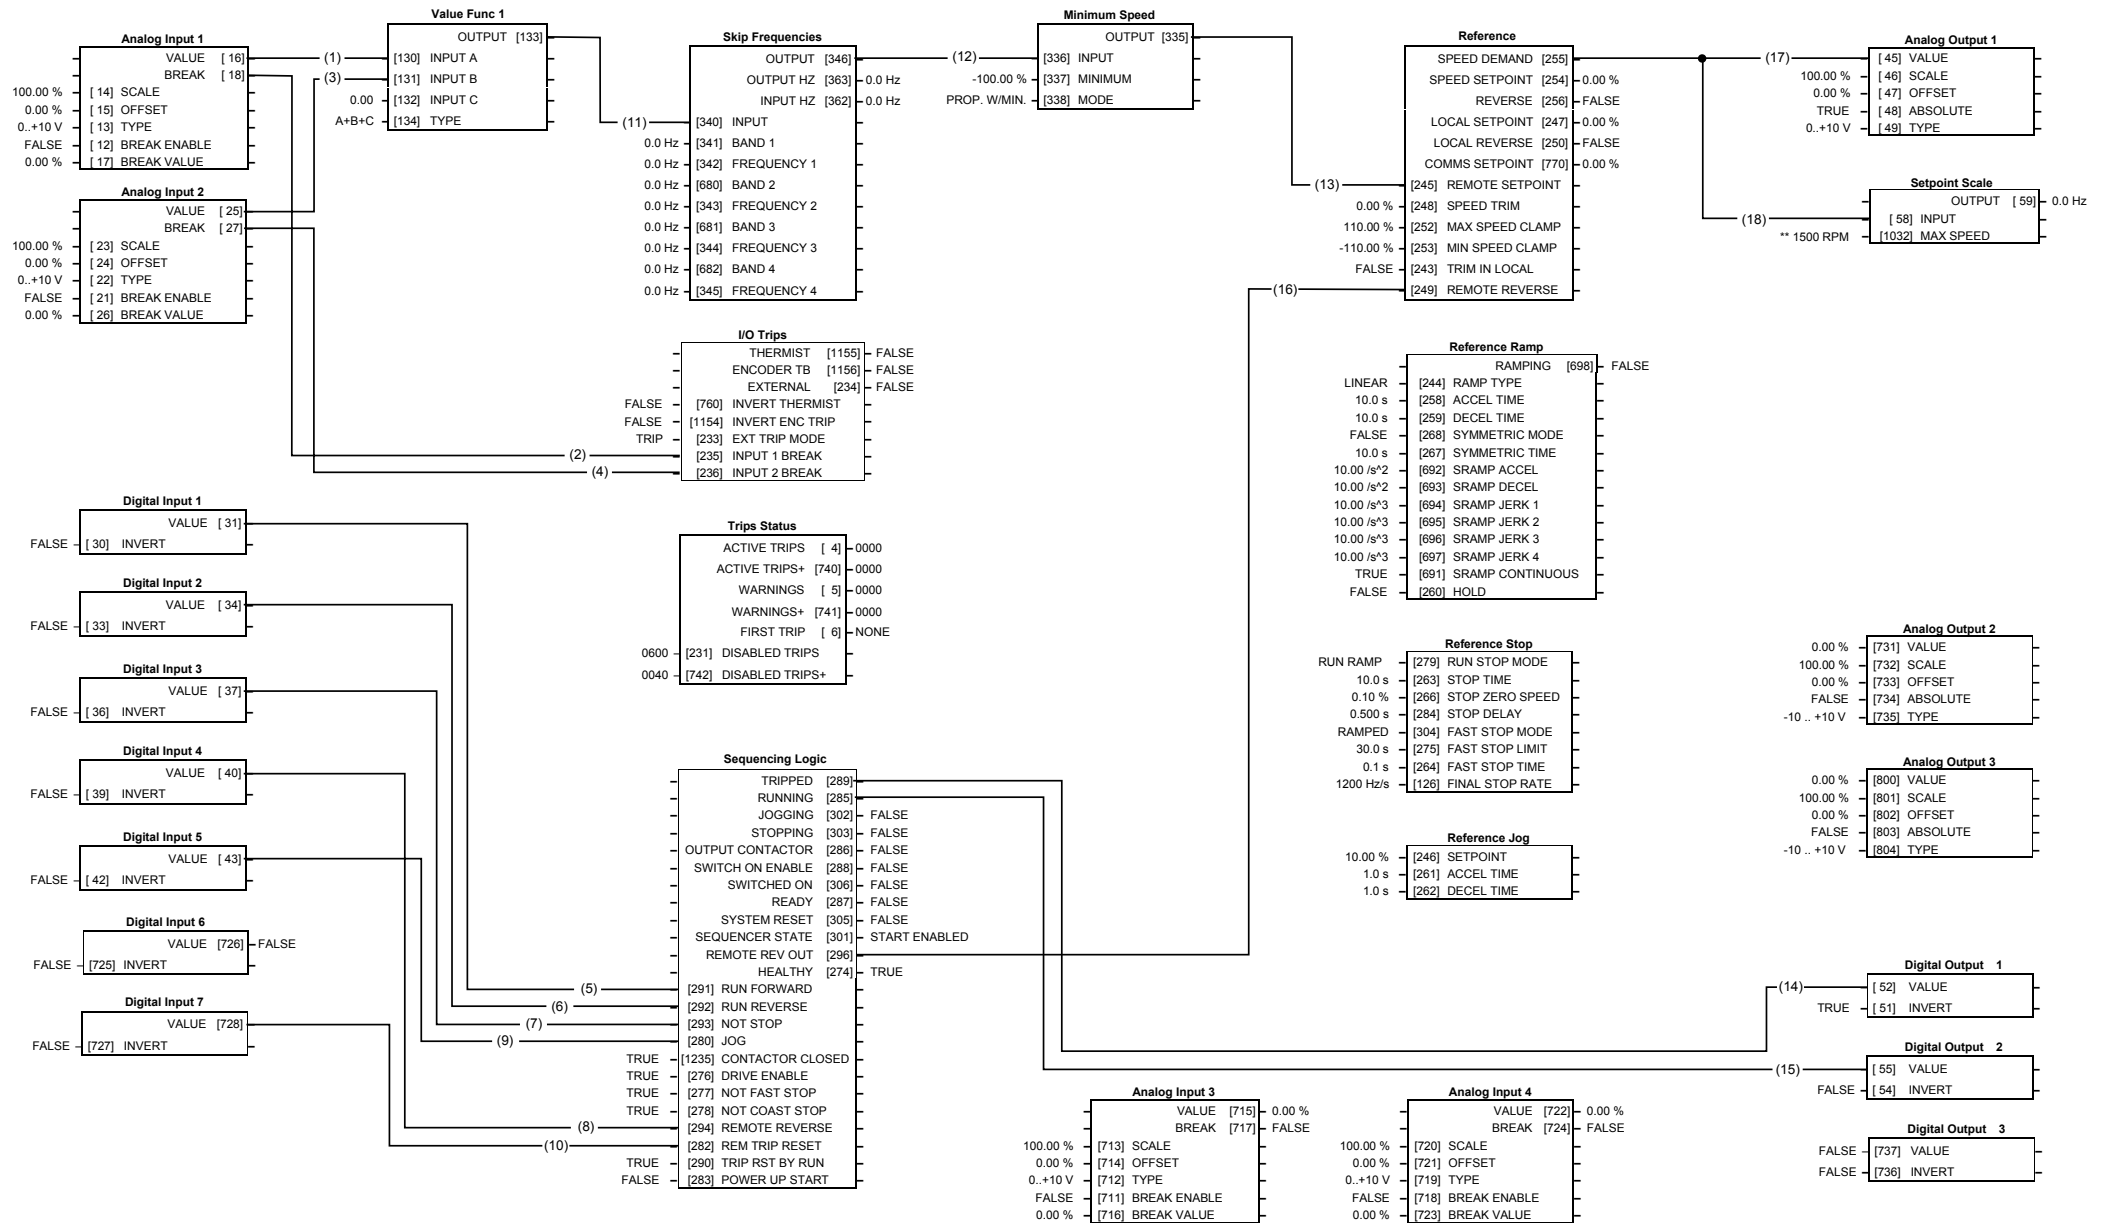 Analog Input 1
VALUE [ 16]
BREAK [ 18]
100.00 % [ 14] SCALE
0.00 % [ 15] OFFSET
0..+10 V [ 13] TYPE
FALSE [ 12] BREAK ENABLE
0.00 % [ 17] BREAK VALUE
Analog Input 2
VALUE [ 25]
BREAK [ 27]
100.00 % [ 23] SCALE
0.00 % [ 24] OFFSET
0..+10 V [ 22] TYPE
FALSE [ 21] BREAK ENABLE
0.00 % [ 26] BREAK VALUE
(1)
(3)
Value Func 1
OUTPUT [133]
[130] INPUT A
[131] INPUT B
0.00 [132] INPUT C
A+B+C [134] TYPE
(11)
Skip Frequencies
OUTPUT [346]
OUTPUT HZ [363] 0.0 Hz
INPUT HZ [362] 0.0 Hz
[340] INPUT
0.0 Hz [341] BAND 1
0.0 Hz [342] FREQUENCY 1
0.0 Hz [680] BAND 2
0.0 Hz [343] FREQUENCY 2
0.0 Hz [681] BAND 3
0.0 Hz [344] FREQUENCY 3
0.0 Hz [682] BAND 4
0.0 Hz [345] FREQUENCY 4
(12)
Minimum Speed
OUTPUT [335]
[336] INPUT
-100.00 % [337] MINIMUM
PROP. W/MIN. [338] MODE
(13)
(16)
Reference
SPEED DEMAND [255]
SPEED SETPOINT [254] 0.00 %
REVERSE [256] FALSE
LOCAL SETPOINT [247] 0.00 %
LOCAL REVERSE [250] FALSE
COMMS SETPOINT [770] 0.00 %
[245] REMOTE SETPOINT
0.00 % [248] SPEED TRIM
110.00 % [252] MAX SPEED CLAMP
-110.00 % [253] MIN SPEED CLAMP
FALSE [243] TRIM IN LOCAL
[249] REMOTE REVERSE
(17)
Analog Output 1
[ 45] VALUE
100.00 % [ 46] SCALE
0.00 % [ 47] OFFSET
TRUE [ 48] ABSOLUTE
0..+10 V [ 49] TYPE
(18)
Setpoint Scale
OUTPUT [ 59] 0.0 Hz
[ 58] INPUT
** 1500 RPM [1032] MAX SPEED
I/O Trips
THERMIST [1155] FALSE
ENCODER TB [1156] FALSE
EXTERNAL [234] FALSE
FALSE [760] INVERT THERMIST
FALSE [1154] INVERT ENC TRIP
TRIP [233] EXT TRIP MODE
(2) [235] INPUT 1 BREAK
(4) [236] INPUT 2 BREAK
Reference Ramp
RAMPING [698] FALSE
LINEAR [244] RAMP TYPE
10.0 s [258] ACCEL TIME
10.0 s [259] DECEL TIME
FALSE [268] SYMMETRIC MODE
10.0 s [267] SYMMETRIC TIME
10.00 /s^2 [692] SRAMP ACCEL
10.00 /s^2 [693] SRAMP DECEL
10.00 /s^3 [694] SRAMP JERK 1
10.00 /s^3 [695] SRAMP JERK 2
10.00 /s^3 [696] SRAMP JERK 3
10.00 /s^3 [697] SRAMP JERK 4
TRUE [691] SRAMP CONTINUOUS
FALSE [260] HOLD
Digital Input 1
VALUE [ 31]
FALSE [ 30] INVERT
Digital Input 2
VALUE [ 34]
FALSE [ 33] INVERT
Digital Input 3
VALUE [ 37]
FALSE [ 36] INVERT
Digital Input 4
VALUE [ 40]
FALSE [ 39] INVERT
Digital Input 5
VALUE [ 43]
FALSE [ 42] INVERT
Digital Input 6
VALUE [726] FALSE
FALSE [725] INVERT
Digital Input 7
VALUE [728]
FALSE [727] INVERT
Trips Status
ACTIVE TRIPS [ 4] 0000
ACTIVE TRIPS+ [740] 0000
WARNINGS [ 5] 0000
WARNINGS+ [741] 0000
FIRST TRIP [ 6] NONE
0600 [231] DISABLED TRIPS
0040 [742] DISABLED TRIPS+
Reference Stop
RUN RAMP [279] RUN STOP MODE
10.0 s [263] STOP TIME
0.10 % [266] STOP ZERO SPEED
0.500 s [284] STOP DELAY
RAMPED [304] FAST STOP MODE
30.0 s [275] FAST STOP LIMIT
0.1 s [264] FAST STOP TIME
1200 Hz/s [126] FINAL STOP RATE
Analog Output 2
0.00 % [731] VALUE
100.00 % [732] SCALE
0.00 % [733] OFFSET
FALSE [734] ABSOLUTE
-10 .. +10 V [735] TYPE
Sequencing Logic
TRIPPED [289]
RUNNING [285]
JOGGING [302] FALSE
STOPPING [303] FALSE
OUTPUT CONTACTOR [286] FALSE
SWITCH ON ENABLE [288] FALSE
SWITCHED ON [306] FALSE
READY [287] FALSE
SYSTEM RESET [305] FALSE
SEQUENCER STATE [301] START ENABLED
REMOTE REV OUT [296]
HEALTHY [274] TRUE
(5) [291] RUN FORWARD
(6) [292] RUN REVERSE
(7) [293] NOT STOP
(9) [280] JOG
TRUE [1235] CONTACTOR CLOSED
TRUE [276] DRIVE ENABLE
TRUE [277] NOT FAST STOP
TRUE [278] NOT COAST STOP
(8) [294] REMOTE REVERSE
(10) [282] REM TRIP RESET
TRUE [290] TRIP RST BY RUN
FALSE [283] POWER UP START
Reference Jog
10.00 % [246] SETPOINT
1.0 s [261] ACCEL TIME
1.0 s [262] DECEL TIME
Analog Output 3
0.00 % [800] VALUE
100.00 % [801] SCALE
0.00 % [802] OFFSET
FALSE [803] ABSOLUTE
-10 .. +10 V [804] TYPE
Digital Output 1
(14) [ 52] VALUE
TRUE [ 51] INVERT
Digital Output 2
(15) [ 55] VALUE
FALSE [ 54] INVERT
Digital Output 3
FALSE [737] VALUE
FALSE [736] INVERT
Analog Input 3
VALUE [715] 0.00 %
BREAK [717] FALSE
100.00 % [713] SCALE
0.00 % [714] OFFSET
0..+10 V [712] TYPE
FALSE [711] BREAK ENABLE
0.00 % [716] BREAK VALUE
Analog Input 4
VALUE [722] 0.00 %
BREAK [724] FALSE
100.00 % [720] SCALE
0.00 % [721] OFFSET
0..+10 V [719] TYPE
FALSE [718] BREAK ENABLE
0.00 % [723] BREAK VALUE